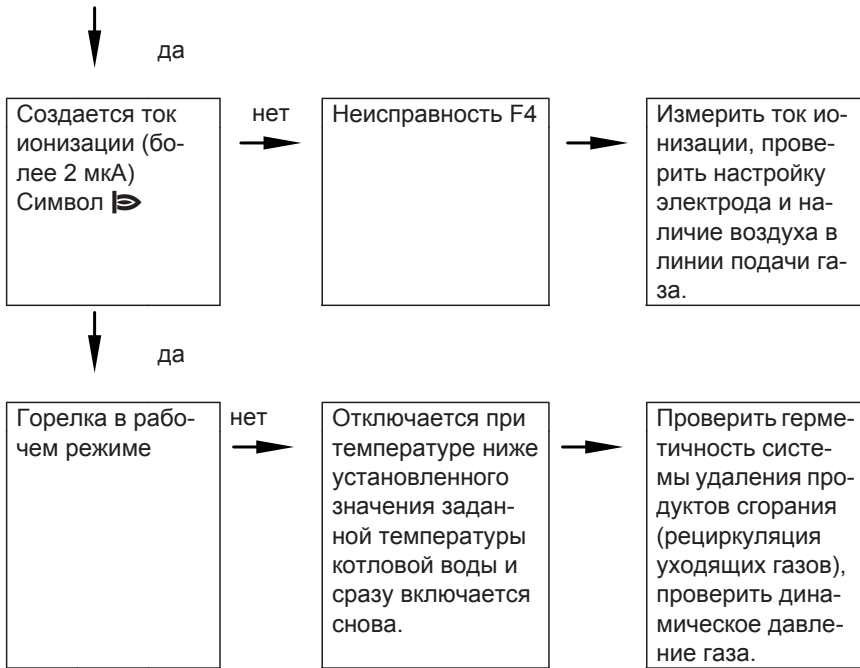 да
Создается ток
ионизации (бо-
лее 2 мкА)
Символ
нет
Неисправность F4
Измерить ток ио-
низации, прове-
рить настройку
электрода и на-
личие воздуха в
линии подачи га-
за.
да
Горелка в рабо-
чем режиме
нет
Отключается при
температуре ниже
установленного
значения задан-
ной температуры
котловой воды и
сразу включается
снова.
Проверить герме-
тичность систе-
мы удаления про-
дуктов сгорания
(рециркуляция
уходящих газов),
проверить дина-
мическое давле-
ние газа.